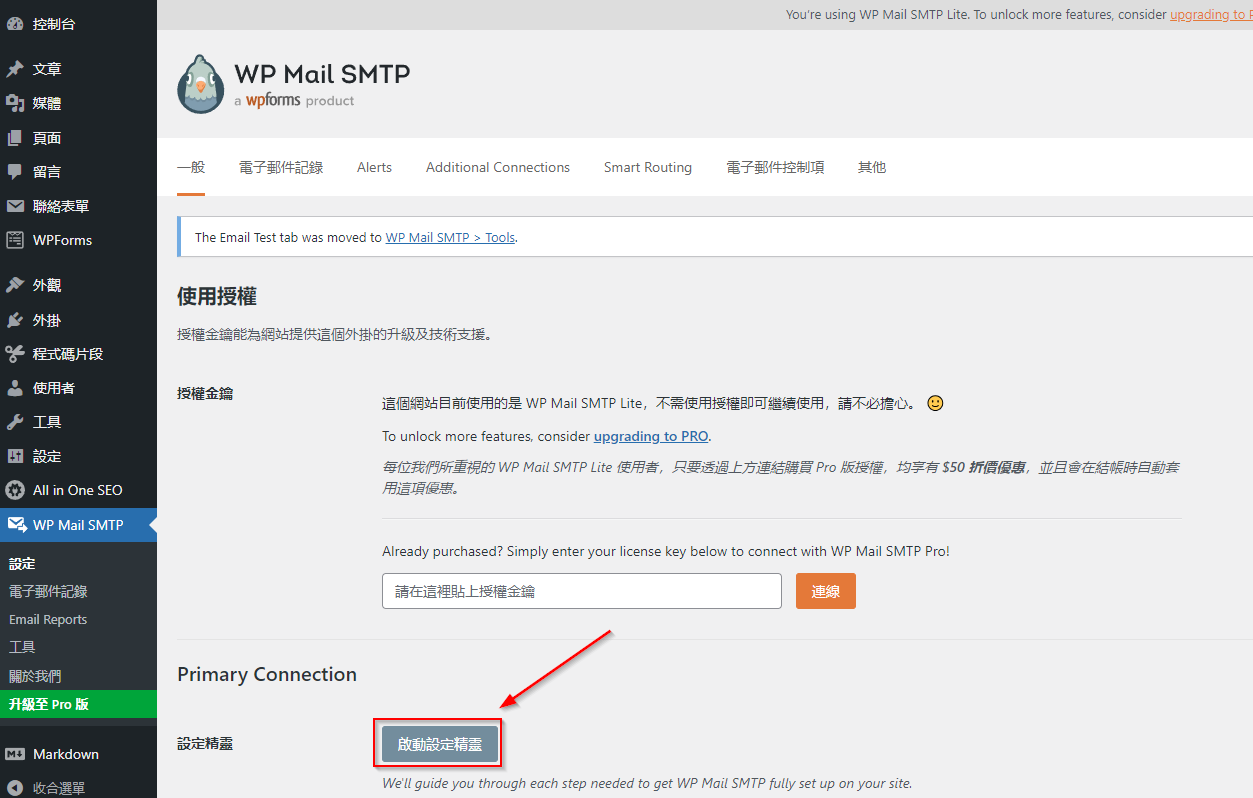 控制台
文章
媒體
頁面
留言
聯絡表單
WPForms
外觀
外掛
程式碼片段
使用者
工具
設定
All in One SEO
WP Mail SMTP
設定
電子郵件記錄
Email Reports
工具
關於我們
升級至 Pro 版
Markdown
收合選單
You're using WP Mail SMTP Lite. To unlock more features, consider upgrading to
WP Mail SMTP
a wpforms product
一般 電子郵件記錄 Alerts Additional Connections Smart Routing 電子郵件控制項 其他
The Email Test tab was moved to WP Mail SMTP > Tools.
使用授權
授權金鑰能為網站提供這個外掛的升級及技術支援。
授權金鑰
這個網站目前使用的是 WP Mail SMTP Lite，不需使用授權即可繼續使用，請不必擔心。
To unlock more features, consider upgrading to PRO.
每位我們所重視的 WP Mail SMTP Lite 使用者，只要透過上方連結購買 Pro 版授權，均享有 $50 折價優惠，並且會在結帳時自動套
用這項優惠。
Already purchased? Simply enter your license key below to connect with WP Mail SMTP Pro!
請在這裡貼上授權金鑰 連線
Primary Connection
設定精靈 啟動設定精靈
We'll guide you through each step needed to get WP Mail SMTP fully set up on your site.